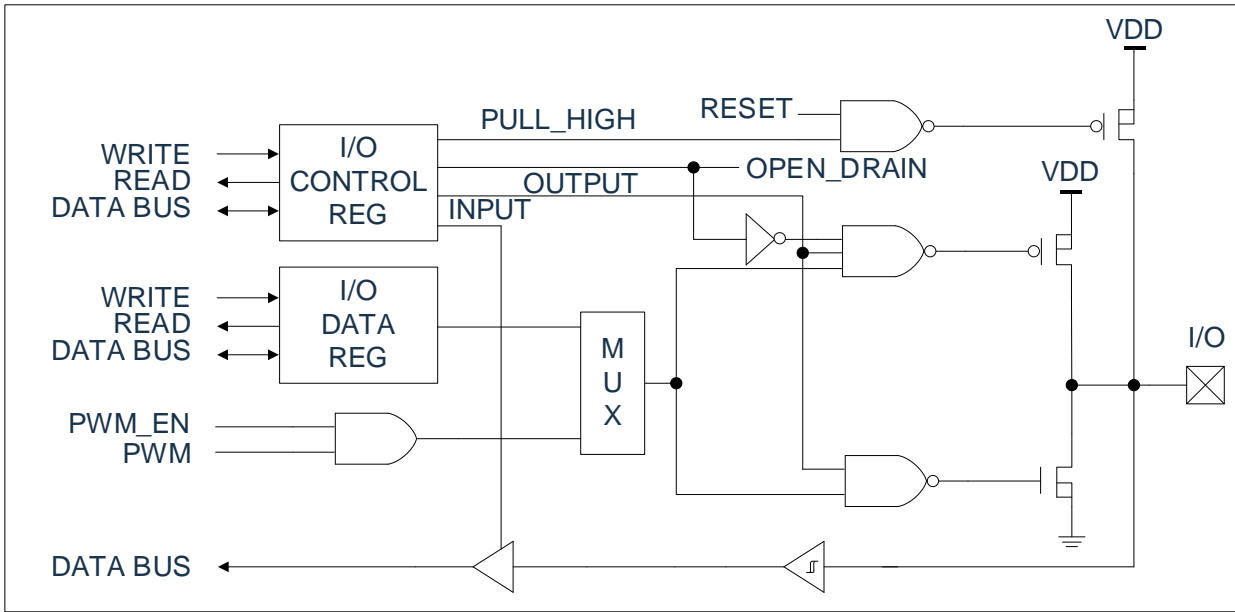 VDD
RESET
PULL_HIGH
WRITE
READ
DATA BUS
I/O
CONTROL
REG
OPEN_DRAIN
OUTPUT
INPUT
VDD
WRITE
READ
DATA BUS
I/O
DATA
REG
M
U
X
I/O
PWM_EN
PWM
DATA BUS